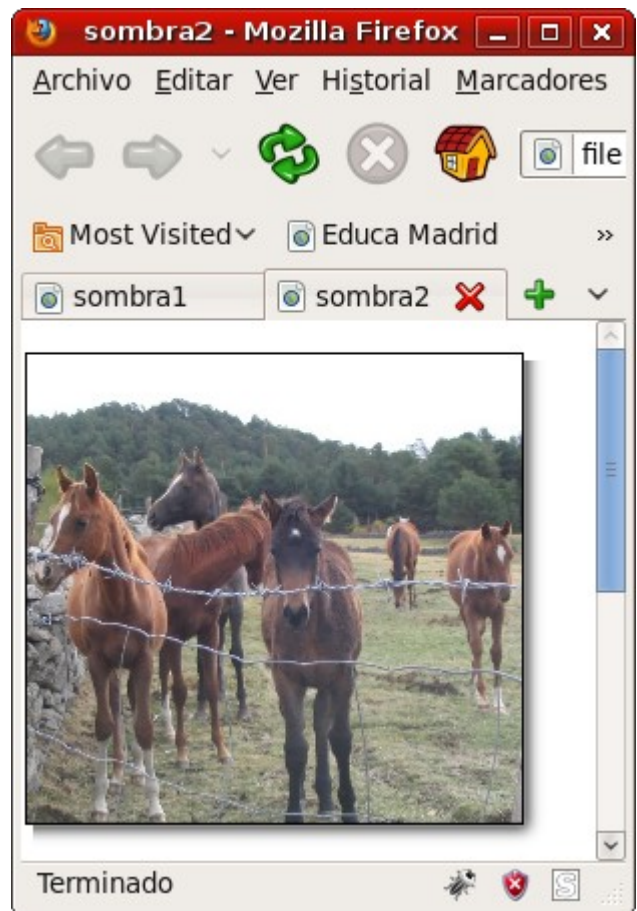 sombra2 - Mozilla Firefox
Archivo Editar Ver Historial Marcadores
file
Most Visited Educa Madrid »
sombra1 sombra2
Terminado S